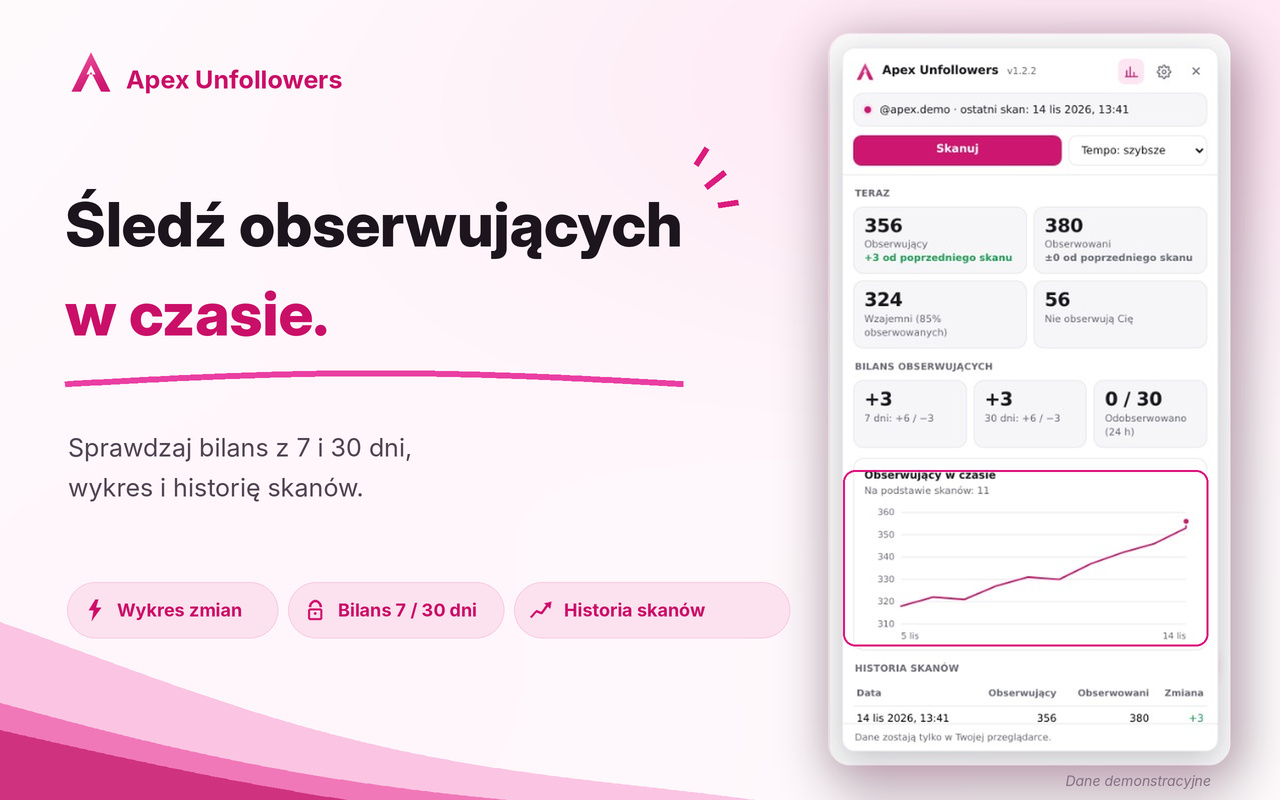 Apex Unfollowers
Śledź obserwujących
w czasie.
Sprawdzaj bilans z 7 i 30 dni,
wykres i historię skanów.
Wykres zmian
Bilans 7 / 30 dni
Historia skanów
Apex Unfollowers v1.2.2
@apex.demo · ostatni skan: 14 lis 2026, 13:41
Skanuj
Tempo: szybsze
TERAZ
356
Obserwujący
+3 od poprzedniego skanu
380
Obserwowani
±0 od poprzedniego skanu
324
Wzajemni (85%
obserwowanych)
56
Nie obserwują Cię
BILANS OBSERWUJĄCYCH
+3
7 dni: +6 / −3
+3
30 dni: +6 / −3
0 / 30
Odobserwowano
(24 h)
Obserwujący w czasie
Na podstawie skanów: 11
360
350
340
330
320
310
5 lis
14 lis
HISTORIA SKANÓW
Data Obserwujący Obserwowani Zmiana
14 lis 2026, 13:41 356 380 +3
Dane zostają tylko w Twojej przeglądarce.
Dane demonstracyjne